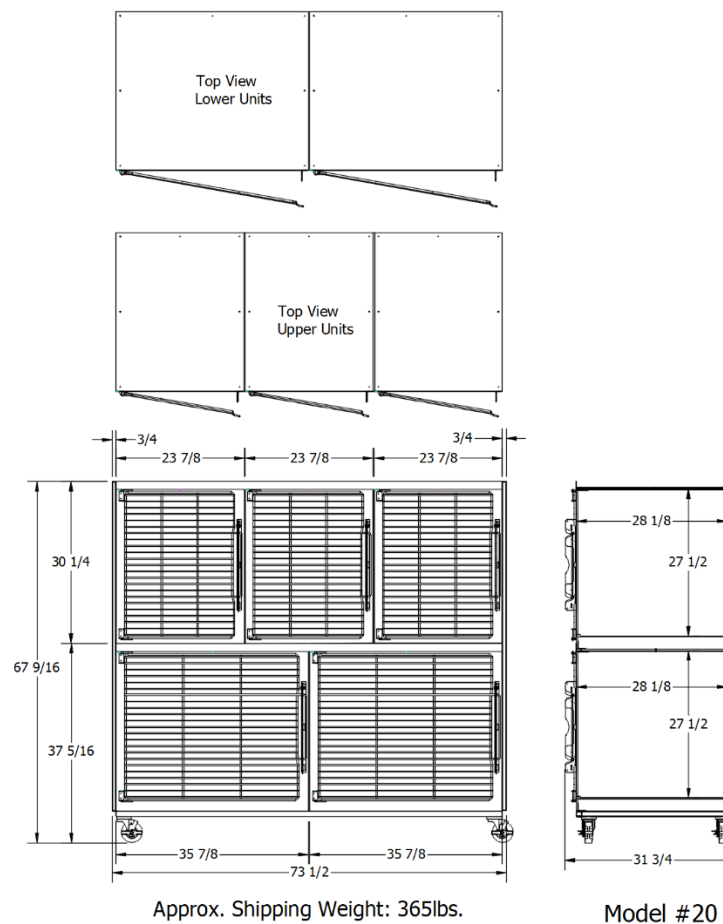 Top View
Lower Units
Top View
Upper Units
3/4
3/4
23 7/8
23 7/8
23 7/8
30 1/4
28 1/8
27 1/2
67 9/16
28 1/8
37 5/16
27 1/2
35 7/8
35 7/8
73 1/2
31 3/4
Approx. Shipping Weight: 365lbs.
Model #20